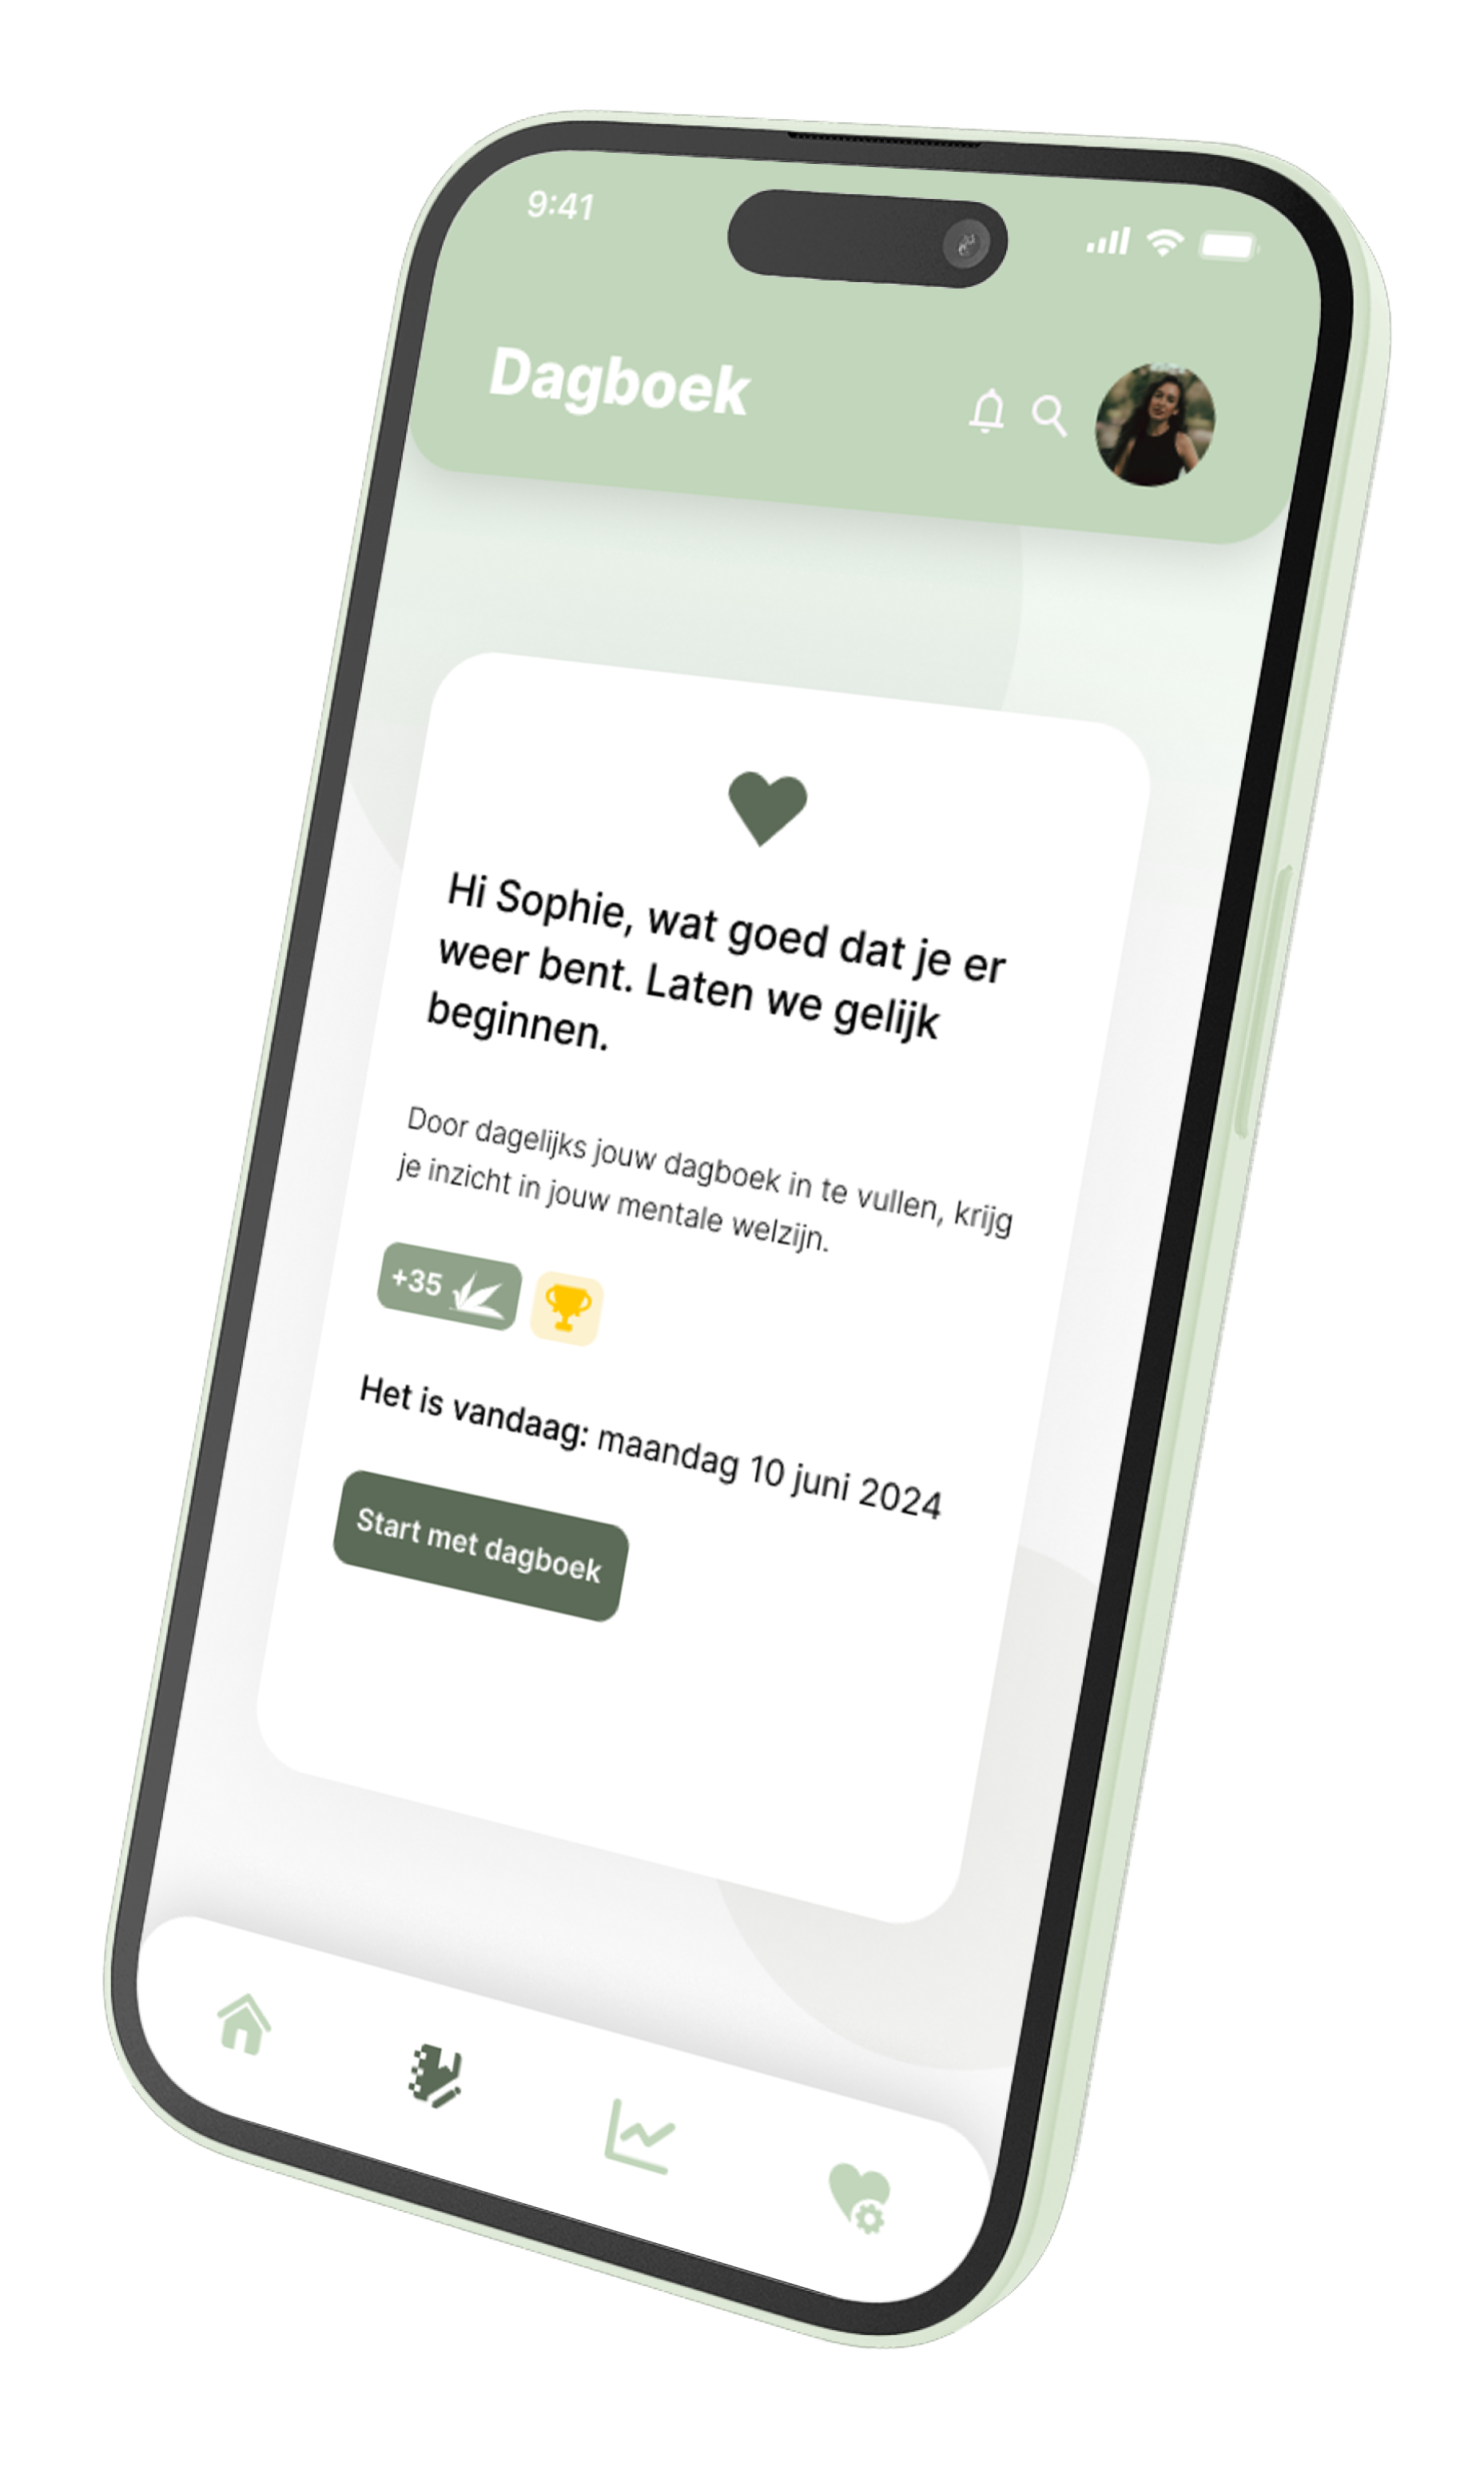 9:41
Dagboek
Hi Sophie, wat goed dat je er
weer bent. Laten we gelijk
beginnen.
Door dagelijks jouw dagboek in te vullen, krijg
je inzicht in jouw mentale welzijn.
+35
Het is vandaag: maandag 10 juni 2024
Start met dagboek